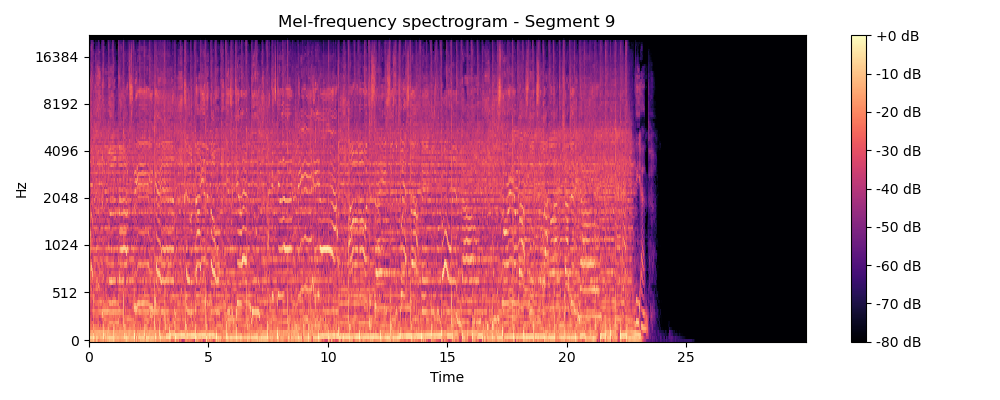 Mel-frequency spectrogram - Segment 9
Hz
16384
8192
4096
2048
1024
512
0
0 5 10 15 20 25
Time
+0 dB
-10 dB
-20 dB
-30 dB
-40 dB
-50 dB
-60 dB
-70 dB
-80 dB